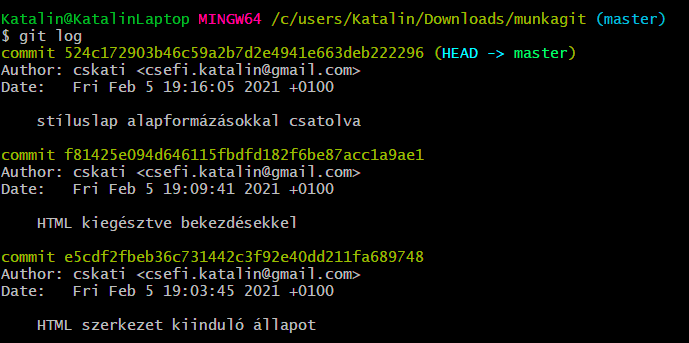 Katalin@KatalinLaptop MINGW64 /c/users/Katalin/Downloads/munkagit (master)
$ git log
commit 524c172903b46c59a2b7d2e4941e663deb222296 (HEAD -> master)
Author: cskati <csefi.katalin@gmail.com>
Date:   Fri Feb 5 19:16:05 2021 +0100
stíluslap alapformázásokkal csatolva
commit f81425e094d646115fbdfd182f6be87acc1a9ae1
Author: cskati <csefi.katalin@gmail.com>
Date:   Fri Feb 5 19:09:41 2021 +0100
HTML kiegésztve bekezdésekkel
commit e5cdf2fbeb36c731442c3f92e40dd211fa689748
Author: cskati <csefi.katalin@gmail.com>
Date:   Fri Feb 5 19:03:45 2021 +0100
HTML szerkezet kiinduló állapot